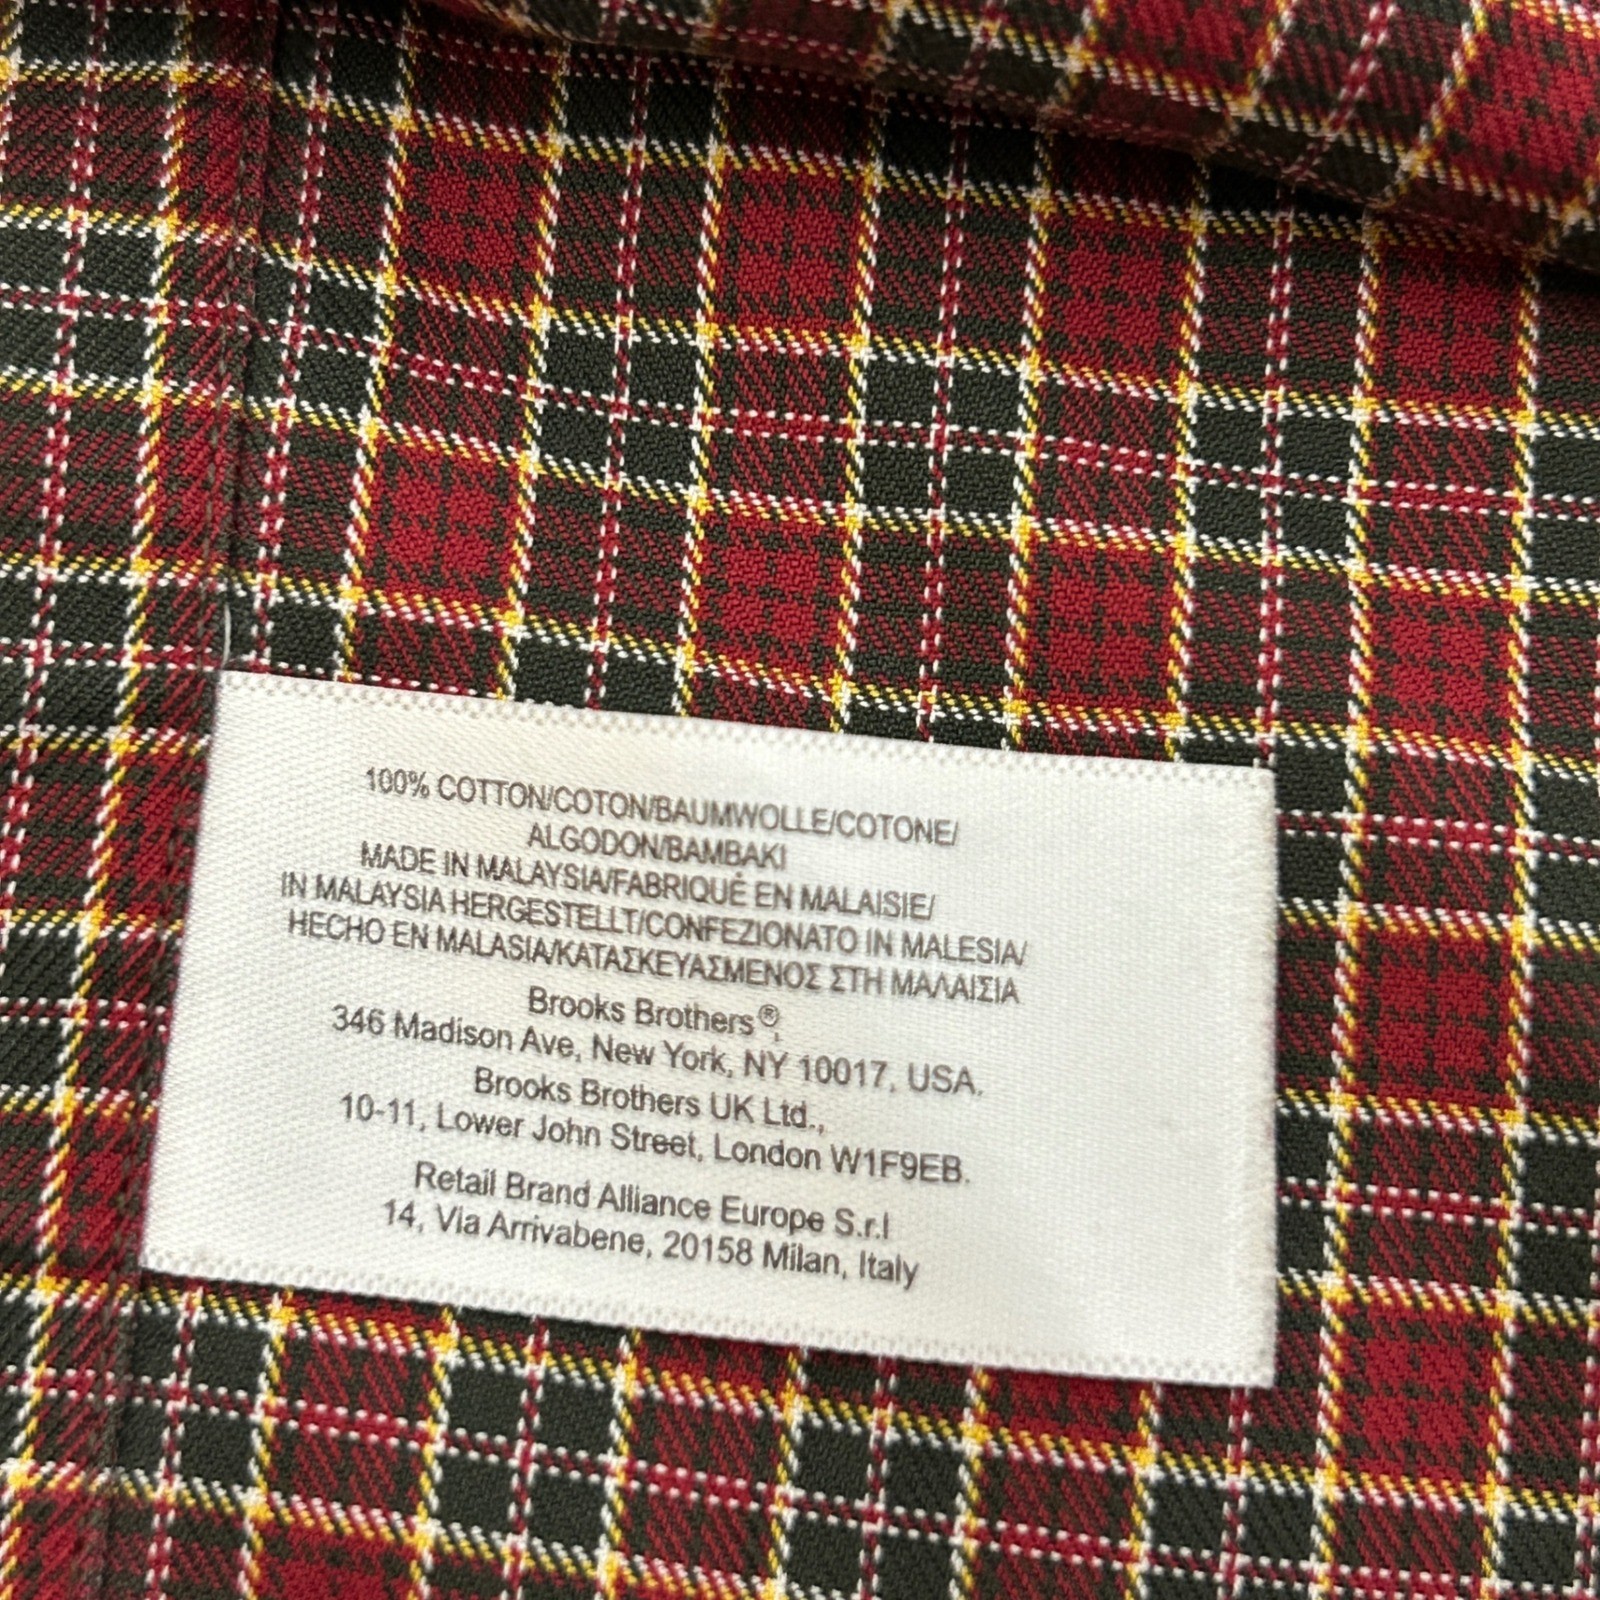 100% COTTON/COTON/BAUMWOLLE/COTONE/
ALGODON/BAMBAKI
MADE IN MALAYSIA/FABRIQUÉ EN MALAISIE/
IN MALAYSIA HERGESTELLT/CONFEZIONATO IN MALESIA/
HECHO EN MALASIA/ΚΑΤΑΣΚΕΥΑΣΜΕΝΟΣ ΣΤΗ ΜΑΛΑΙΣΙΑ
Brooks Brothers®,
346 Madison Ave, New York, NY 10017, USA.
Brooks Brothers UK Ltd.,
10-11, Lower John Street, London W1F9EB.
Retail Brand Alliance Europe S.r.l
14, Via Arrivabene, 20158 Milan, Italy